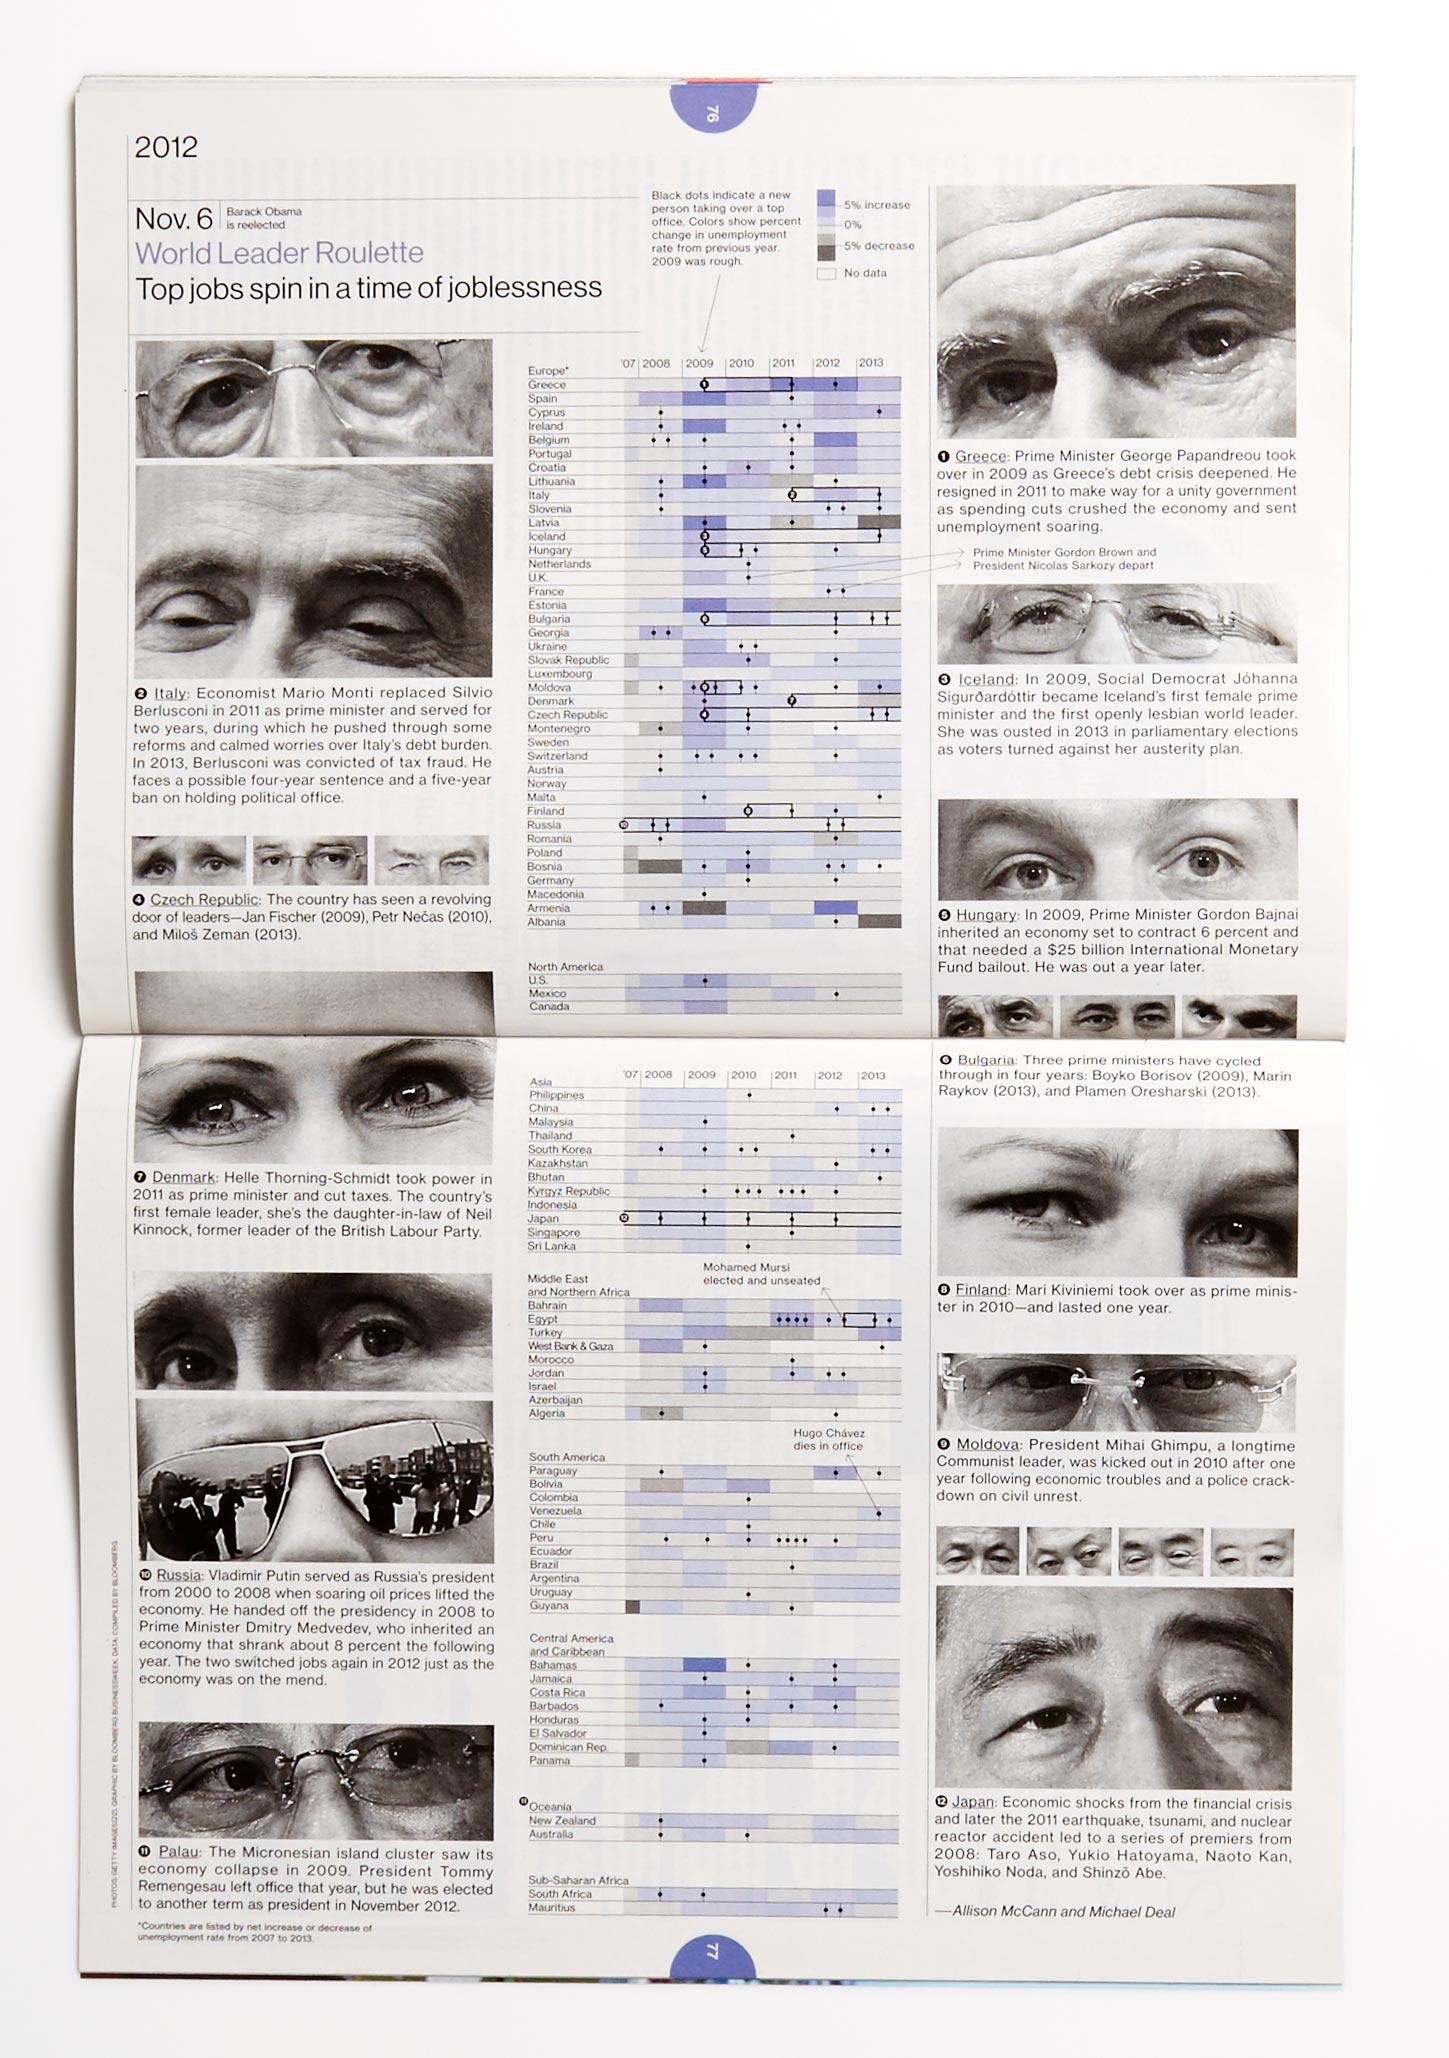 76
2012
Nov. 6
Barack Obama
is reelected
World Leader Roulette
Top jobs spin in a time of joblessness
Black dots indicate a new
person taking over a top
office. Colors show percent
change in unemployment
rate from previous year.
2009 was rough.
5% increase
0%
5% decrease
No data
'07 2008 2009 2010 2011 2012 2013
Europe*
Greece
Spain
Cyprus
Ireland
Belgium
Portugal
Croatia
Lithuania
Italy
Slovenia
Latvia
Iceland
Hungary
Netherlands
U.K.
France
Estonia
Bulgaria
Georgia
Ukraine
Slovak Republic
Luxembourg
Moldova
Denmark
Czech Republic
Montenegro
Sweden
Switzerland
Austria
Norway
Malta
Finland
Russia
Romania
Poland
Bosnia
Germany
Macedonia
Armenia
Albania
North America
U.S.
Mexico
Canada
Prime Minister Gordon Brown and
President Nicolas Sarkozy depart
❷ Italy: Economist Mario Monti replaced Silvio
Berlusconi in 2011 as prime minister and served for
two years, during which he pushed through some
reforms and calmed worries over Italy's debt burden.
In 2013, Berlusconi was convicted of tax fraud. He
faces a possible four-year sentence and a five-year
ban on holding political office.
❹ Czech Republic: The country has seen a revolving
door of leaders—Jan Fischer (2009), Petr Nečas (2010),
and Miloš Zeman (2013).
❶ Greece: Prime Minister George Papandreou took
over in 2009 as Greece's debt crisis deepened. He
resigned in 2011 to make way for a unity government
as spending cuts crushed the economy and sent
unemployment soaring.
❸ Iceland: In 2009, Social Democrat Jóhanna
Sigurðardóttir became Iceland's first female prime
minister and the first openly lesbian world leader.
She was ousted in 2013 in parliamentary elections
as voters turned against her austerity plan.
❺ Hungary: In 2009, Prime Minister Gordon Bajnai
inherited an economy set to contract 6 percent and
that needed a $25 billion International Monetary
Fund bailout. He was out a year later.
❻ Bulgaria: Three prime ministers have cycled
through in four years: Boyko Borisov (2009), Marin
Raykov (2013), and Plamen Oresharski (2013).
❼ Denmark: Helle Thorning-Schmidt took power in
2011 as prime minister and cut taxes. The country's
first female leader, she's the daughter-in-law of Neil
Kinnock, former leader of the British Labour Party.
❿ Russia: Vladimir Putin served as Russia's president
from 2000 to 2008 when soaring oil prices lifted the
economy. He handed off the presidency in 2008 to
Prime Minister Dmitry Medvedev, who inherited an
economy that shrank about 8 percent the following
year. The two switched jobs again in 2012 just as the
economy was on the mend.
⓫ Palau: The Micronesian island cluster saw its
economy collapse in 2009. President Tommy
Remengesau left office that year, but he was elected
to another term as president in November 2012.
*Countries are listed by net increase or decrease of
unemployment rate from 2007 to 2013.
'07 2008 2009 2010 2011 2012 2013
Asia
Philippines
China
Malaysia
Thailand
South Korea
Kazakhstan
Bhutan
Kyrgyz Republic
Indonesia
Japan
Singapore
Sri Lanka
Mohamed Mursi
elected and unseated
Middle East
and Northern Africa
Bahrain
Egypt
Turkey
West Bank & Gaza
Morocco
Jordan
Israel
Azerbaijan
Algeria
Hugo Chávez
dies in office
South America
Paraguay
Bolivia
Colombia
Venezuela
Chile
Peru
Ecuador
Brazil
Argentina
Uruguay
Guyana
Central America
and Caribbean
Bahamas
Jamaica
Costa Rica
Barbados
Honduras
El Salvador
Dominican Rep.
Panama
⓫ Oceania
New Zealand
Australia
Sub-Saharan Africa
South Africa
Mauritius
❽ Finland: Mari Kiviniemi took over as prime minis-
ter in 2010—and lasted one year.
❾ Moldova: President Mihai Ghimpu, a longtime
Communist leader, was kicked out in 2010 after one
year following economic troubles and a police crack-
down on civil unrest.
⓬ Japan: Economic shocks from the financial crisis
and later the 2011 earthquake, tsunami, and nuclear
reactor accident led to a series of premiers from
2008: Taro Aso, Yukio Hatoyama, Naoto Kan,
Yoshihiko Noda, and Shinzō Abe.
—Allison McCann and Michael Deal
PHOTOS: GETTY IMAGES(22). GRAPHIC BY BLOOMBERG BUSINESSWEEK. DATA: COMPILED BY BLOOMBERG.
77